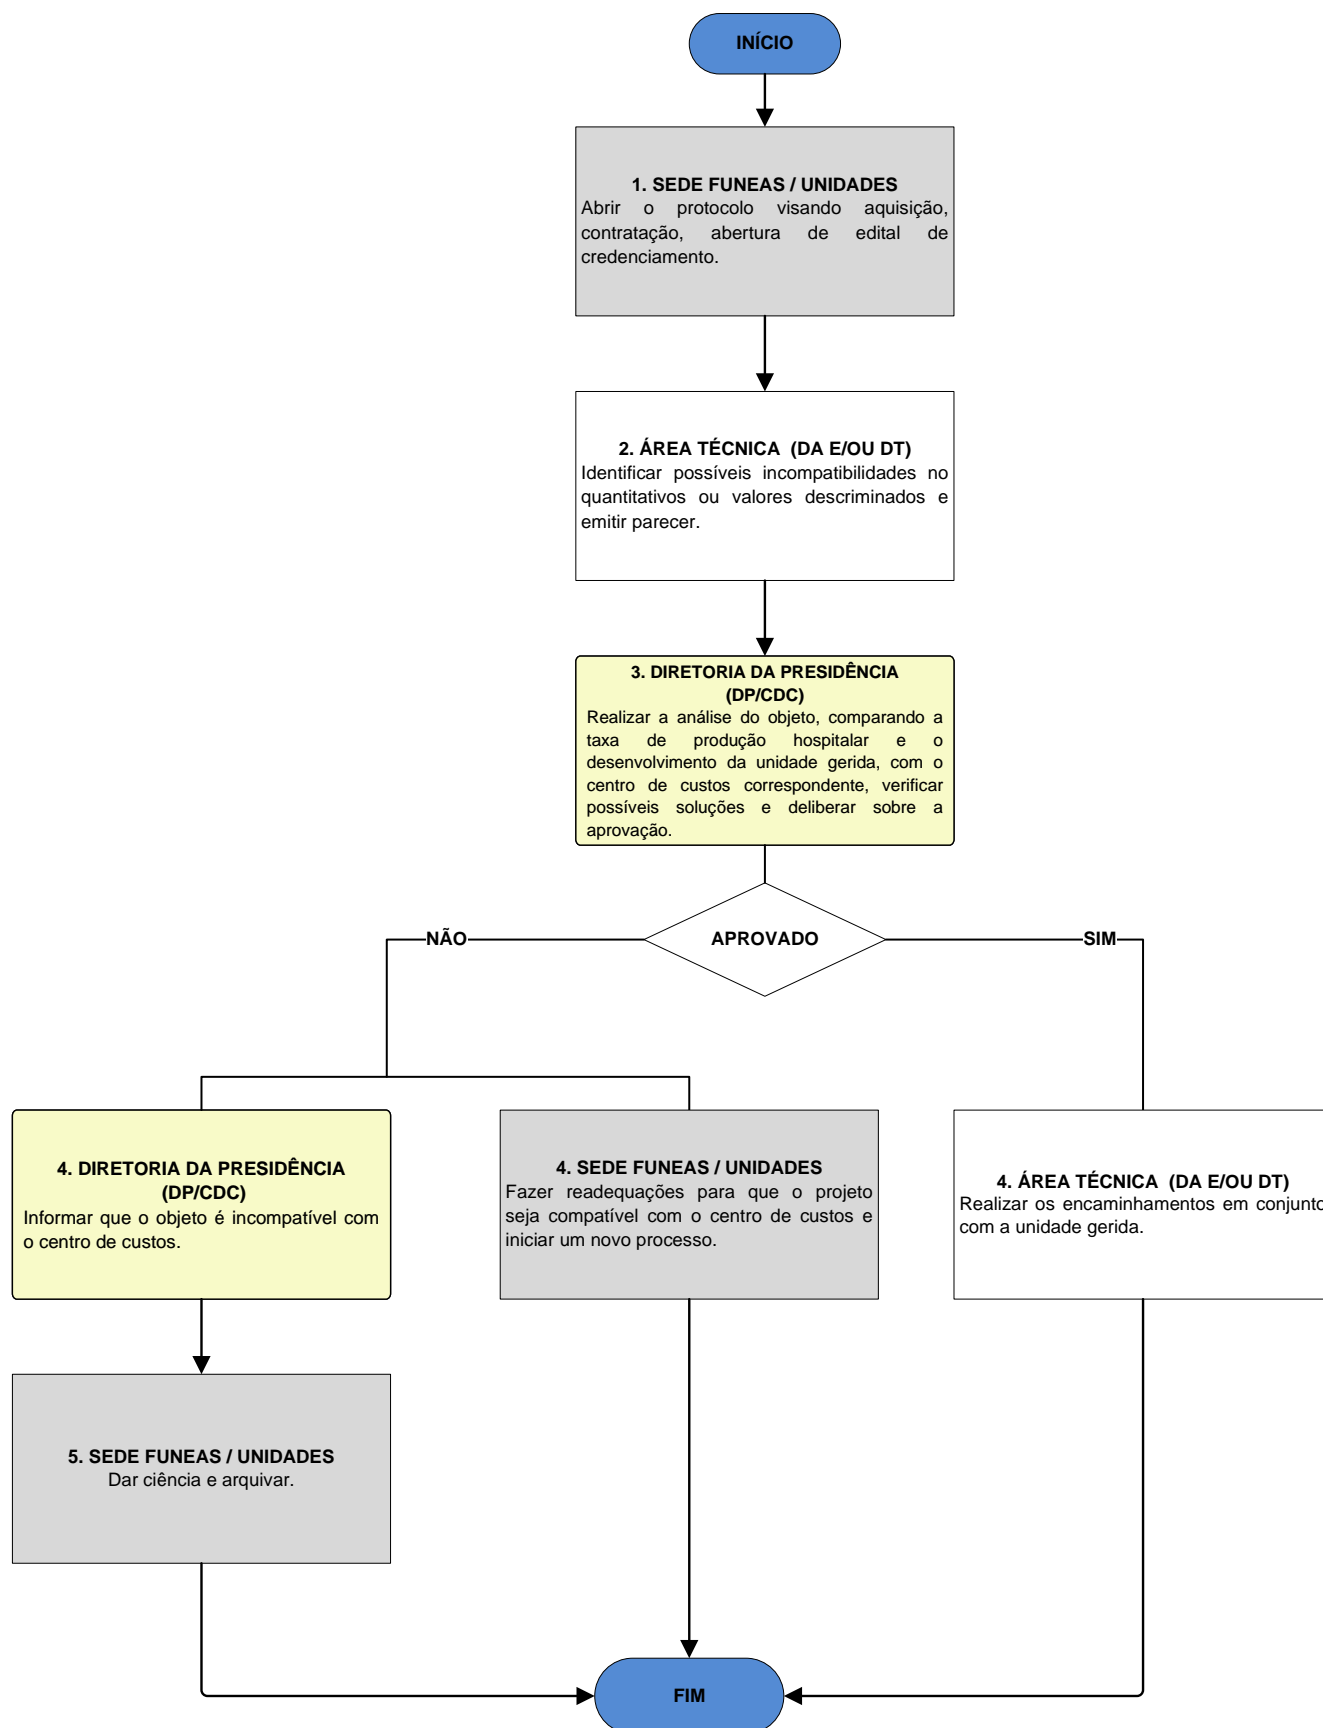 INÍCIO
1. SEDE FUNEAS / UNIDADES
Abrir o protocolo visando aquisição,
contratação, abertura de edital de
credenciamento.
2. ÁREA TÉCNICA (DA E/OU DT)
Identificar possíveis incompatibilidades no
quantitativos ou valores descriminados e
emitir parecer.
3. DIRETORIA DA PRESIDÊNCIA
(DP/CDC)
Realizar a análise do objeto, comparando a
taxa de produção hospitalar e o
desenvolvimento da unidade gerida, com o
centro de custos correspondente, verificar
possíveis soluções e deliberar sobre a
aprovação.
NÃO
APROVADO
SIM
4. DIRETORIA DA PRESIDÊNCIA
(DP/CDC)
Informar que o objeto é incompatível com
o centro de custos.
4. SEDE FUNEAS / UNIDADES
Fazer readequações para que o projeto
seja compatível com o centro de custos e
iniciar um novo processo.
4. ÁREA TÉCNICA (DA E/OU DT)
Realizar os encaminhamentos em conjunto
com a unidade gerida.
5. SEDE FUNEAS / UNIDADES
Dar ciência e arquivar.
FIM